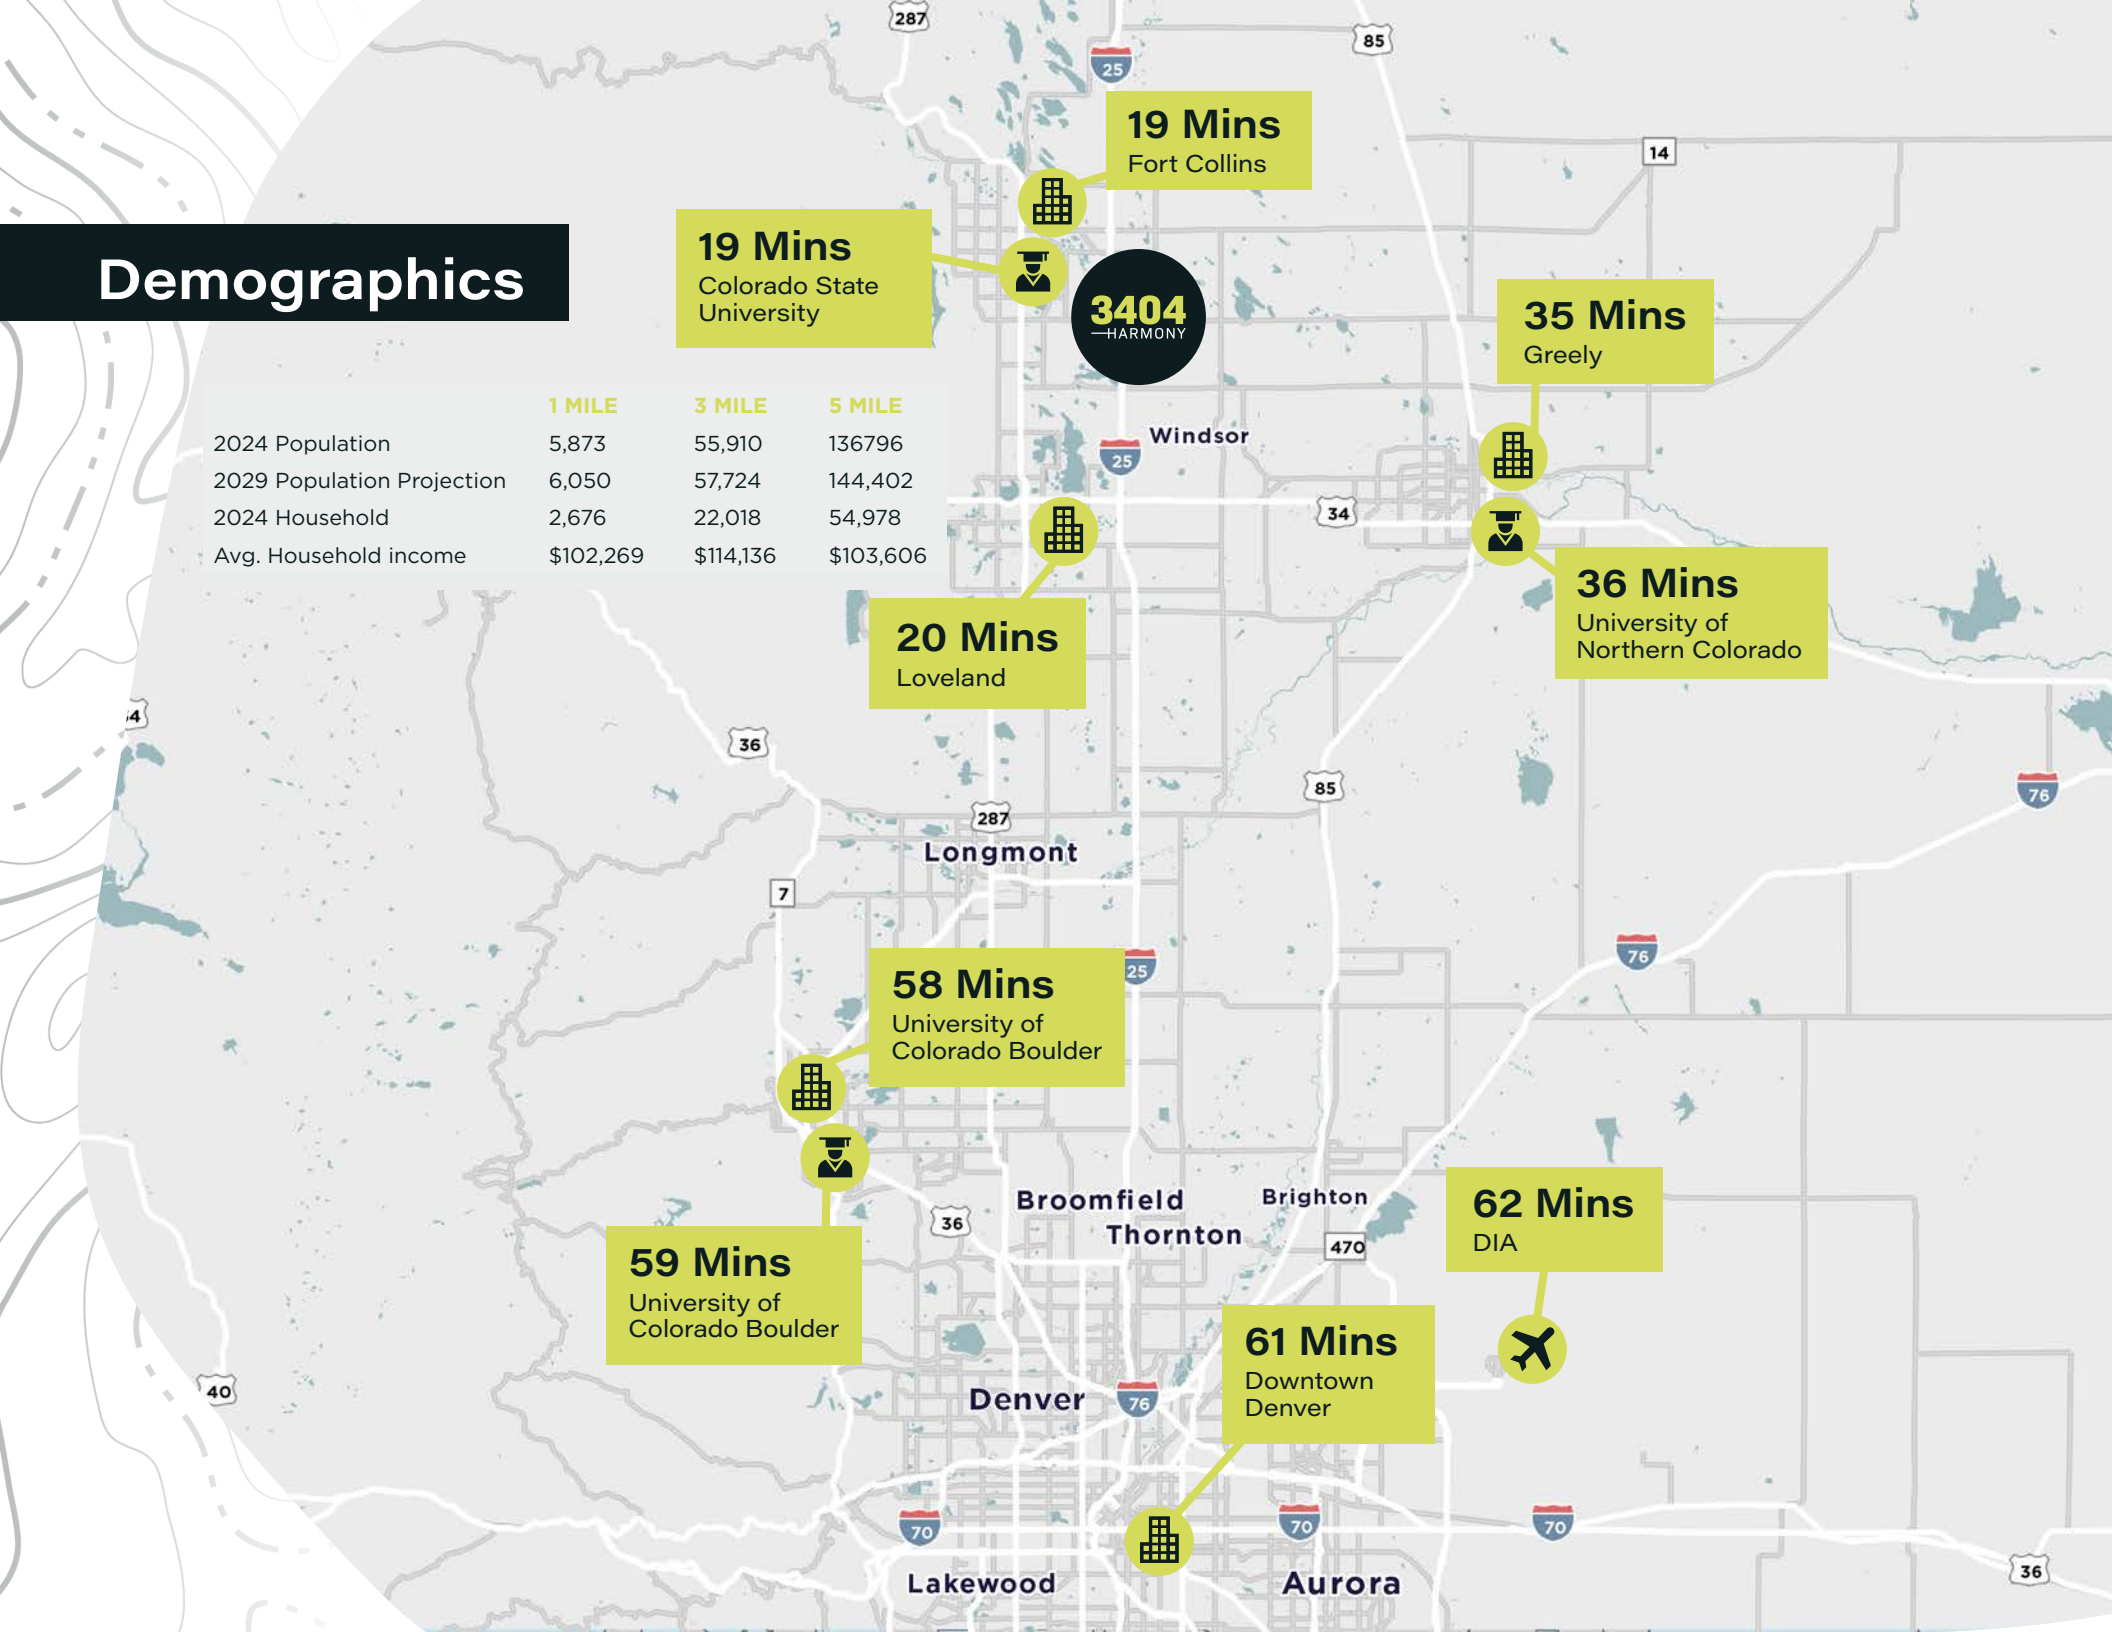 287
85
25
19 Mins
Fort Collins
14
Demographics
19 Mins
Colorado State
University
3404
HARMONY
35 Mins
Greely
1 MILE 3 MILE 5 MILE
2024 Population 5,873 55,910 136796
2029 Population Projection 6,050 57,724 144,402
2024 Household 2,676 22,018 54,978
Avg. Household income $102,269 $114,136 $103,606
Windsor
25
34
36 Mins
University of
Northern Colorado
20 Mins
Loveland
4
36
85
76
287
Longmont
7
76
25
58 Mins
University of
Colorado Boulder
Broomfield
Brighton
Thornton
36
470
62 Mins
DIA
59 Mins
University of
Colorado Boulder
61 Mins
Downtown
Denver
40
Denver
76
70
70
70
36
Lakewood
Aurora